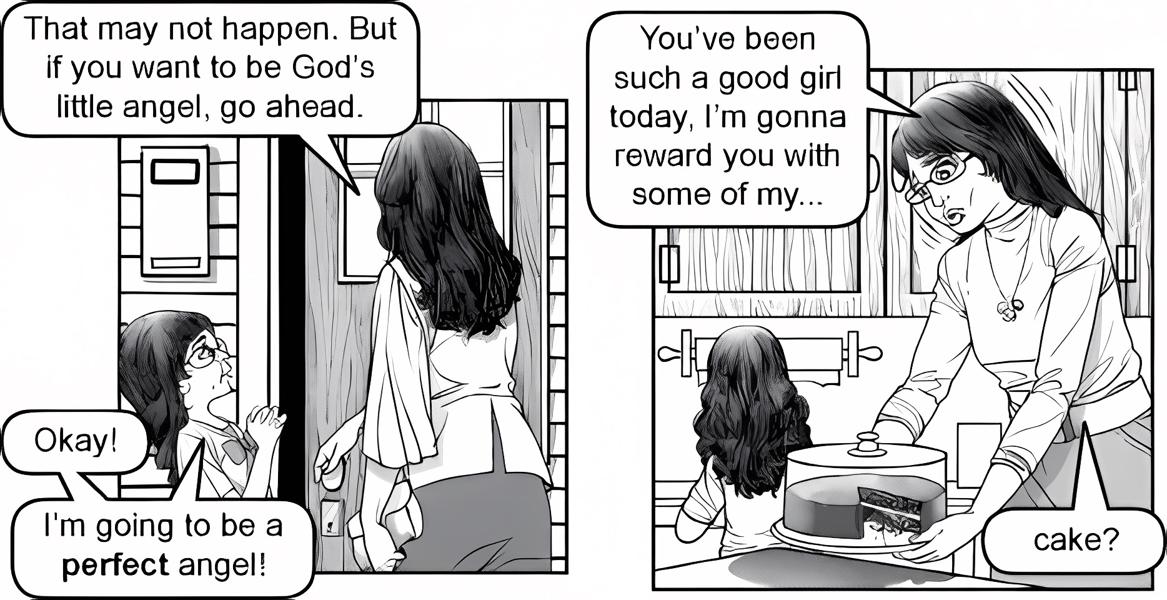 That may not happen. But
if you want to be God's
little angel, go ahead.
Okay!
I'm going to be a
perfect angel!
You've been
such a good girl
today, I'm gonna
reward you with
some of my...
cake?